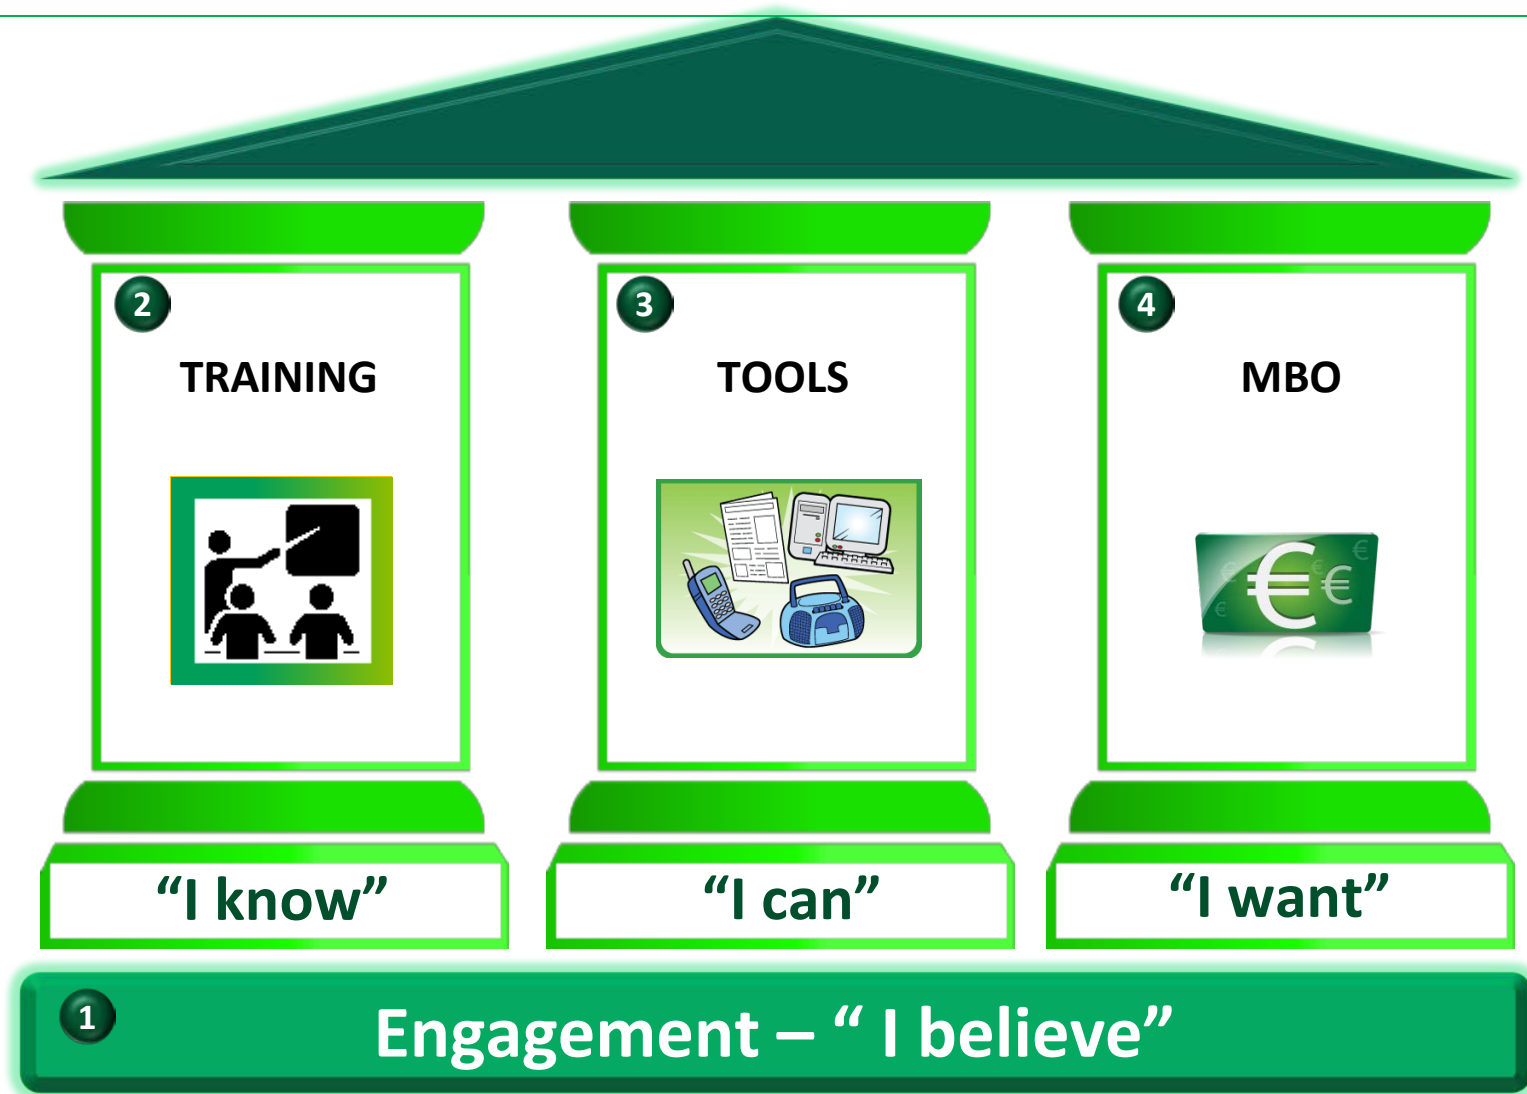 2
TRAINING
“I know”
3
TOOLS
“I can”
4
MBO
€ € € € € €
“I want”
1
Engagement – “ I believe”